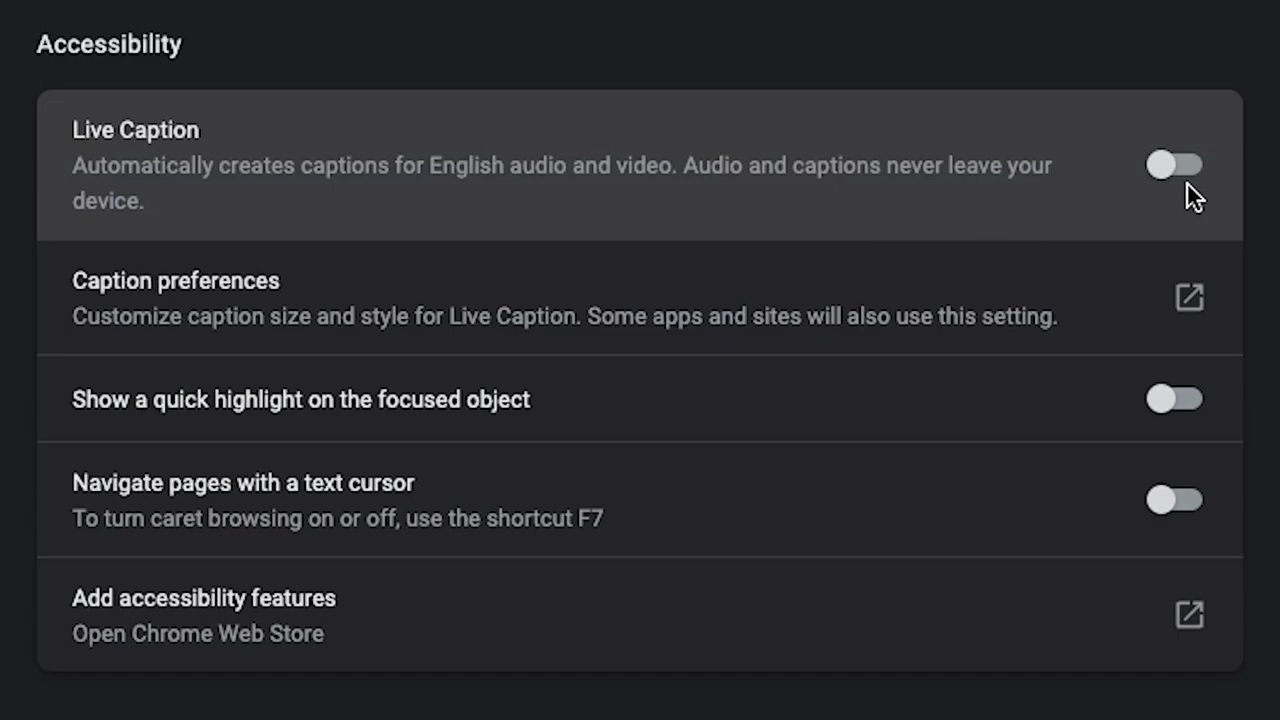 Accessibility
Live Caption
Automatically creates captions for English audio and video. Audio and captions never leave your
device.
Caption preferences
Customize caption size and style for Live Caption. Some apps and sites will also use this setting.
Show a quick highlight on the focused object
Navigate pages with a text cursor
To turn caret browsing on or off, use the shortcut F7
Add accessibility features
Open Chrome Web Store